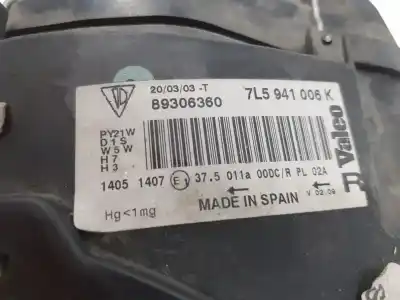 20/03/03 -T
89306360
7L5 941 006 K
PY21W
D1S
W5W
H7
H3
1405 1407 E1 37.5 011a 00DC/R PL 02A
MADE IN SPAIN
Hg<1mg
Valeo
R